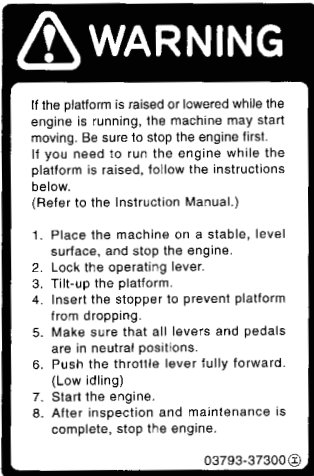 WARNING
If the platform is raised or lowered while the
engine is running, the machine may start
moving. Be sure to stop the engine first.
If you need to run the engine while the
platform is raised, follow the instructions
below.
(Refer to the Instruction Manual.)
1. Place the machine on a stable, level
surface, and stop the engine.
2. Lock the operating lever.
3. Tilt-up the platform.
4. Insert the stopper to prevent platform
from dropping.
5. Make sure that all levers and pedals
are in neutral positions.
6. Push the throttle lever fully forward.
(Low idling)
7. Start the engine.
8. After inspection and maintenance is
complete, stop the engine.
03793-37300